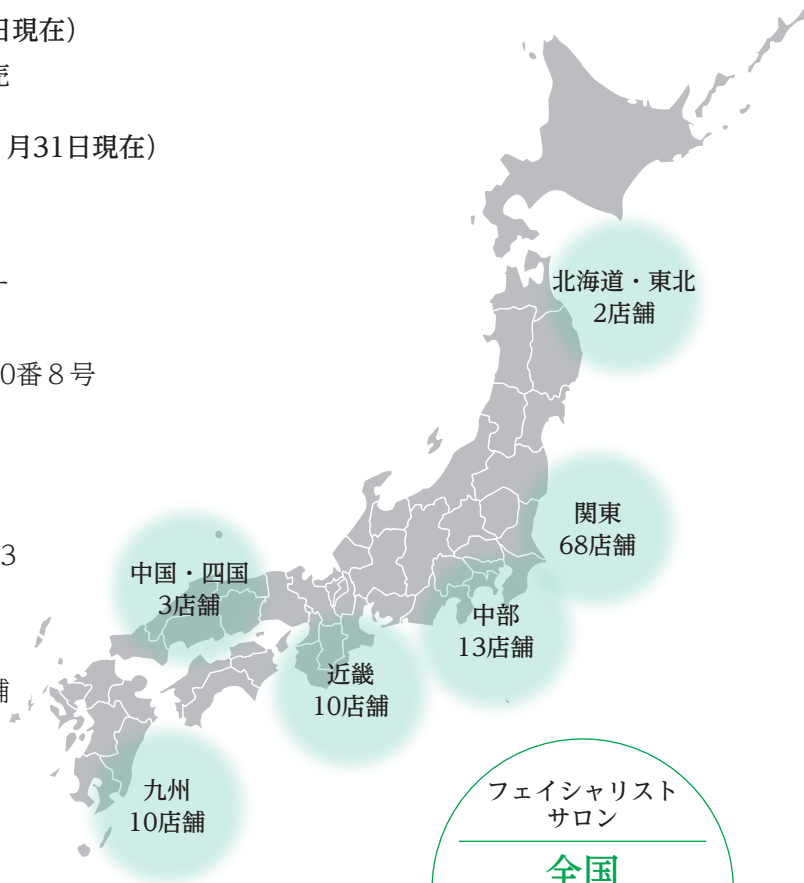 日現在）
月31日現在）
0番８号
3
舗
北海道・東北
2店舗
関東
68店舗
中国・四国
3店舗
中部
13店舗
近畿
10店舗
九州
10店舗
フェイシャリスト
サロン
全国